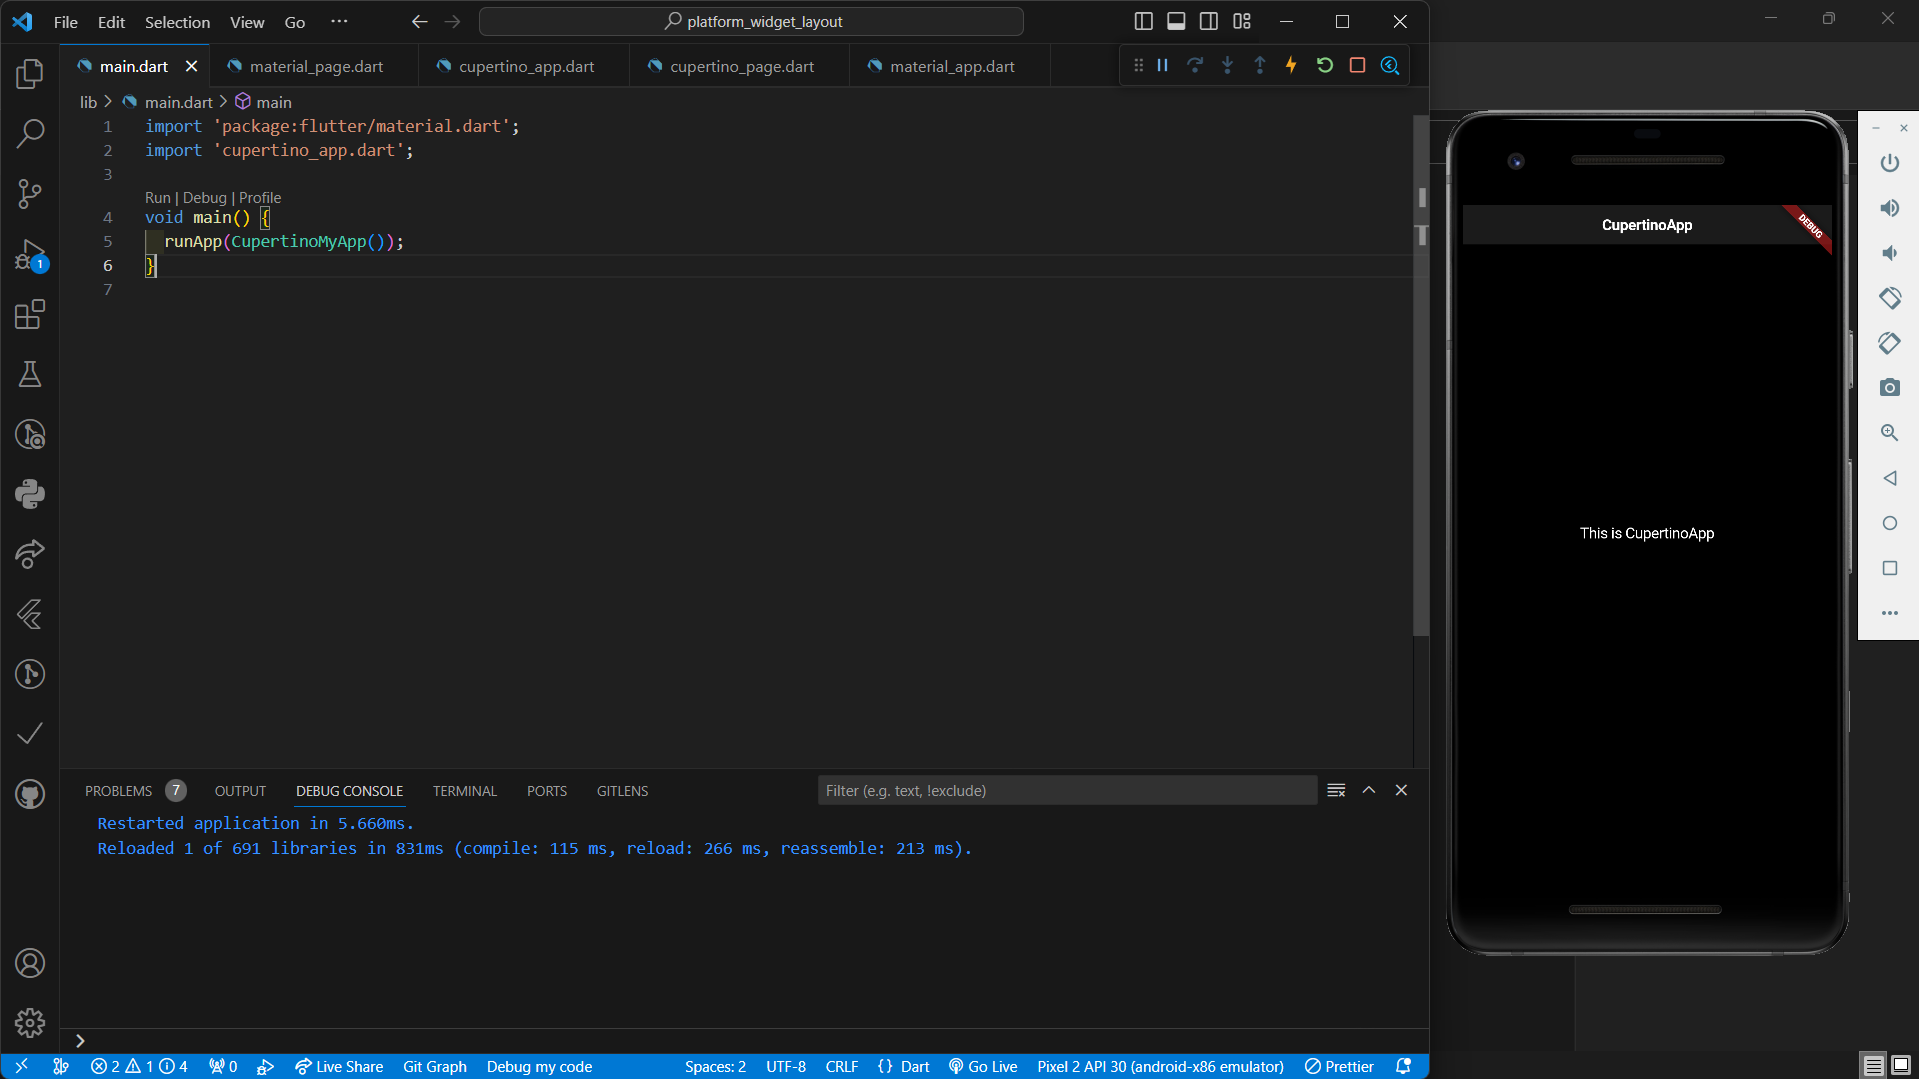 File Edit Selection View Go ···
platform_widget_layout
main.dart
material_page.dart
cupertino_app.dart
cupertino_page.dart
material_app.dart
lib > main.dart > main
1 import 'package:flutter/material.dart';
2 import 'cupertino_app.dart';
3
Run | Debug | Profile
4 void main() {
5 runApp(CupertinoMyApp());
6 }
7
1
PROBLEMS 7 OUTPUT DEBUG CONSOLE TERMINAL PORTS GITLENS
Filter (e.g. text, !exclude)
Restarted application in 5.660ms.
Reloaded 1 of 691 libraries in 831ms (compile: 115 ms, reload: 266 ms, reassemble: 213 ms).
2 1 4 0 Live Share Git Graph Debug my code Spaces: 2 UTF-8 CRLF {} Dart Go Live Pixel 2 API 30 (android-x86 emulator) Prettier
CupertinoApp
DEBUG
This is CupertinoApp